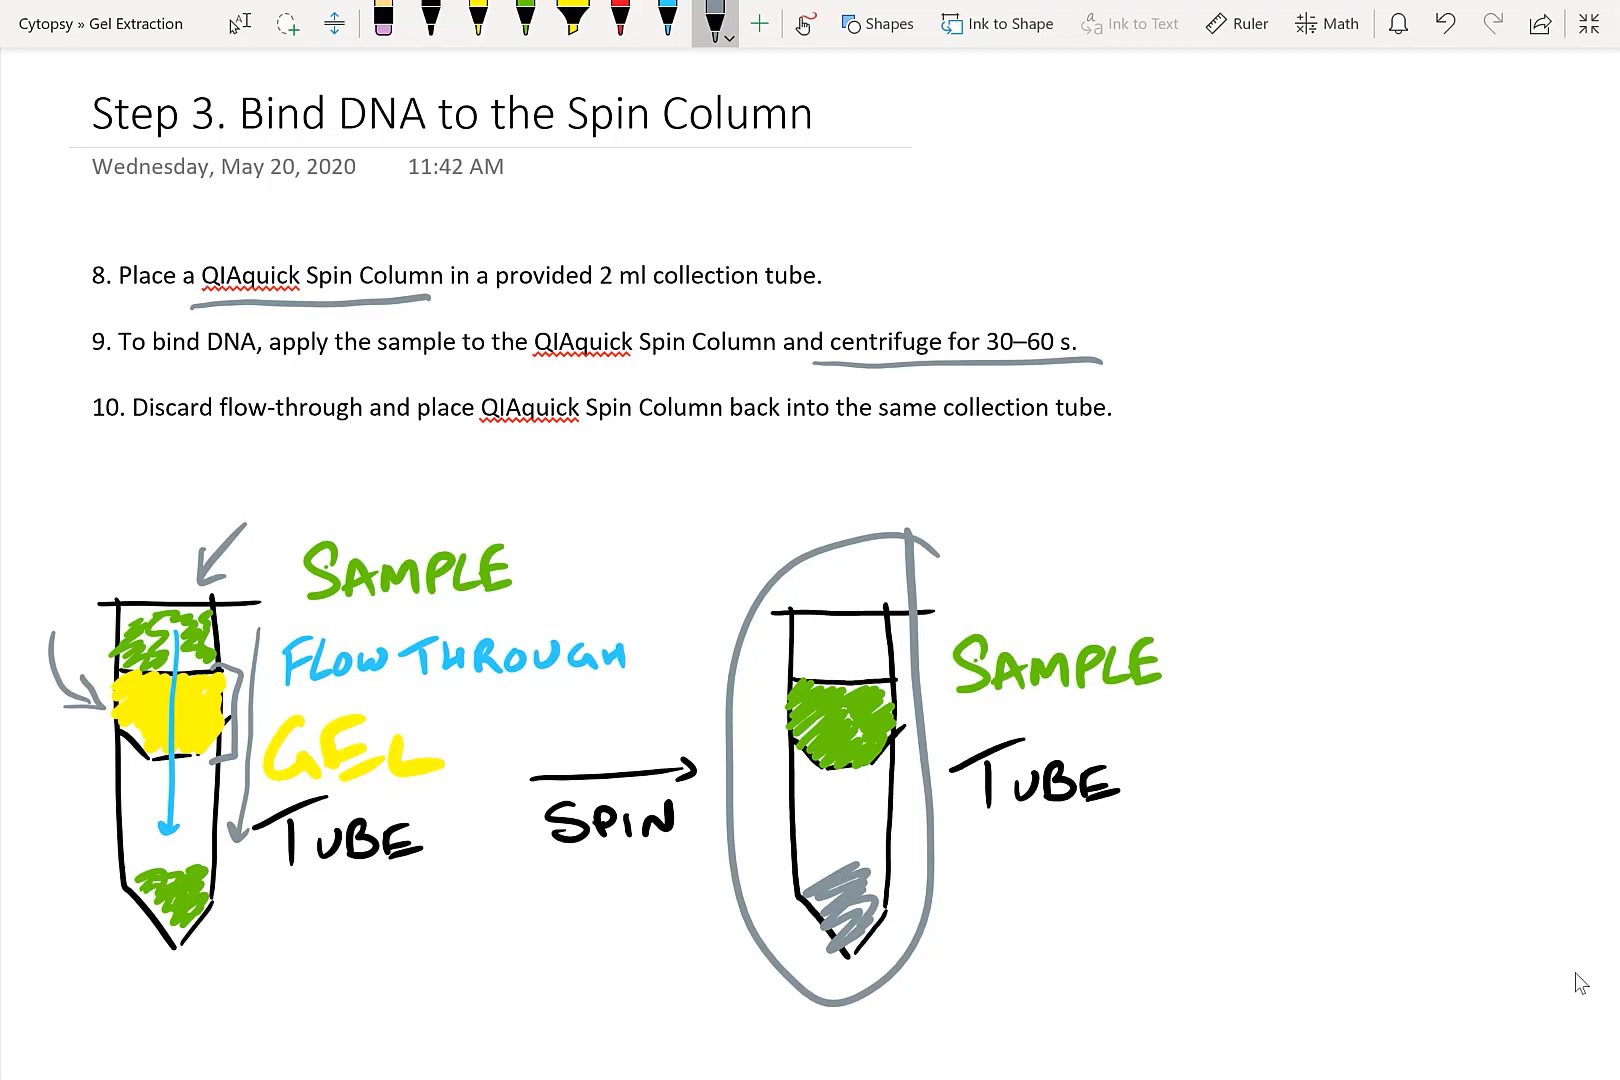 Cytopsy » Gel Extraction
Shapes
Ink to Shape
Ink to Text
Ruler
Math
Step 3. Bind DNA to the Spin Column
Wednesday, May 20, 2020 11:42 AM
8. Place a QIAquick Spin Column in a provided 2 ml collection tube.
9. To bind DNA, apply the sample to the QIAquick Spin Column and centrifuge for 30–60 s.
10. Discard flow-through and place QIAquick Spin Column back into the same collection tube.
SAMPLE
FLOW THROUGH
GEL
TUBE
SPIN
SAMPLE
TUBE